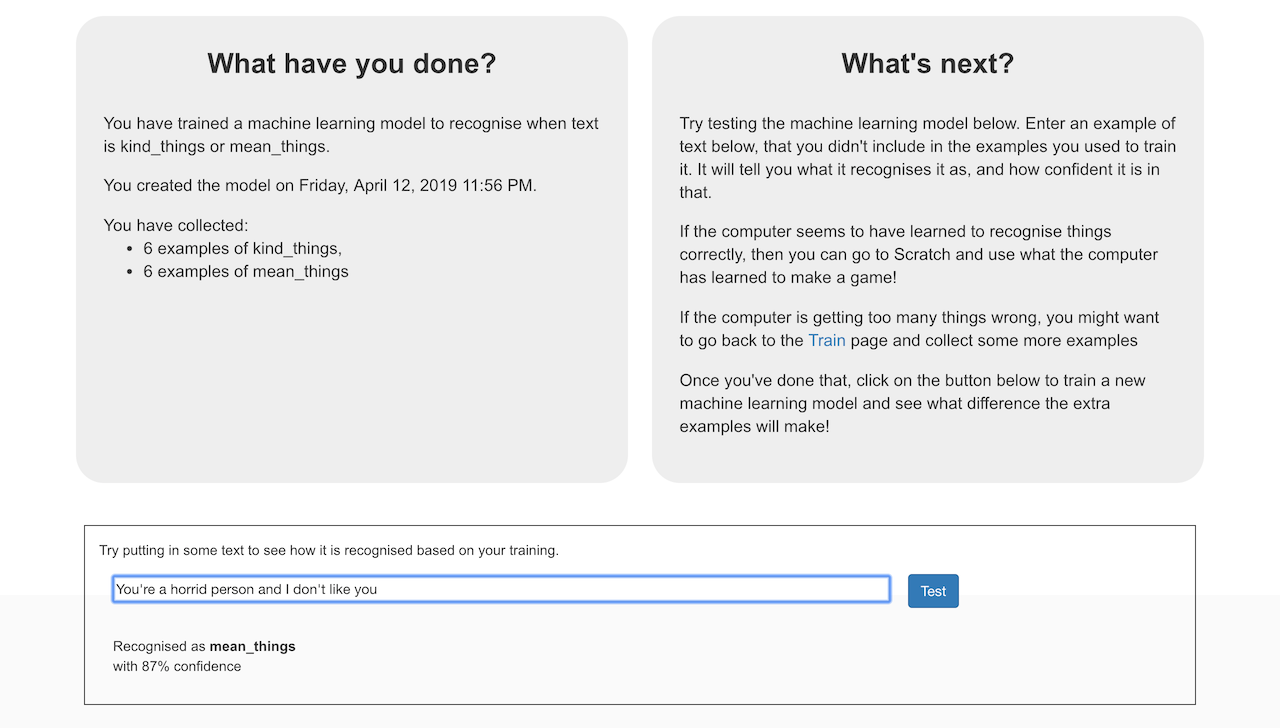 What have you done?
You have trained a machine learning model to recognise when text
is kind_things or mean_things.
You created the model on Friday, April 12, 2019 11:56 PM.
You have collected:
• 6 examples of kind_things,
• 6 examples of mean_things
What's next?
Try testing the machine learning model below. Enter an example of
text below, that you didn't include in the examples you used to train
it. It will tell you what it recognises it as, and how confident it is in
that.
If the computer seems to have learned to recognise things
correctly, then you can go to Scratch and use what the computer
has learned to make a game!
If the computer is getting too many things wrong, you might want
to go back to the Train page and collect some more examples
Once you've done that, click on the button below to train a new
machine learning model and see what difference the extra
examples will make!
Try putting in some text to see how it is recognised based on your training.
You're a horrid person and I don't like you
Test
Recognised as mean_things
with 87% confidence